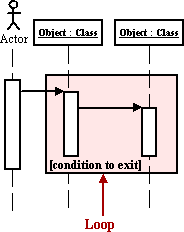 Actor
Object : Class
Object : Class
[condition to exit]
Loop